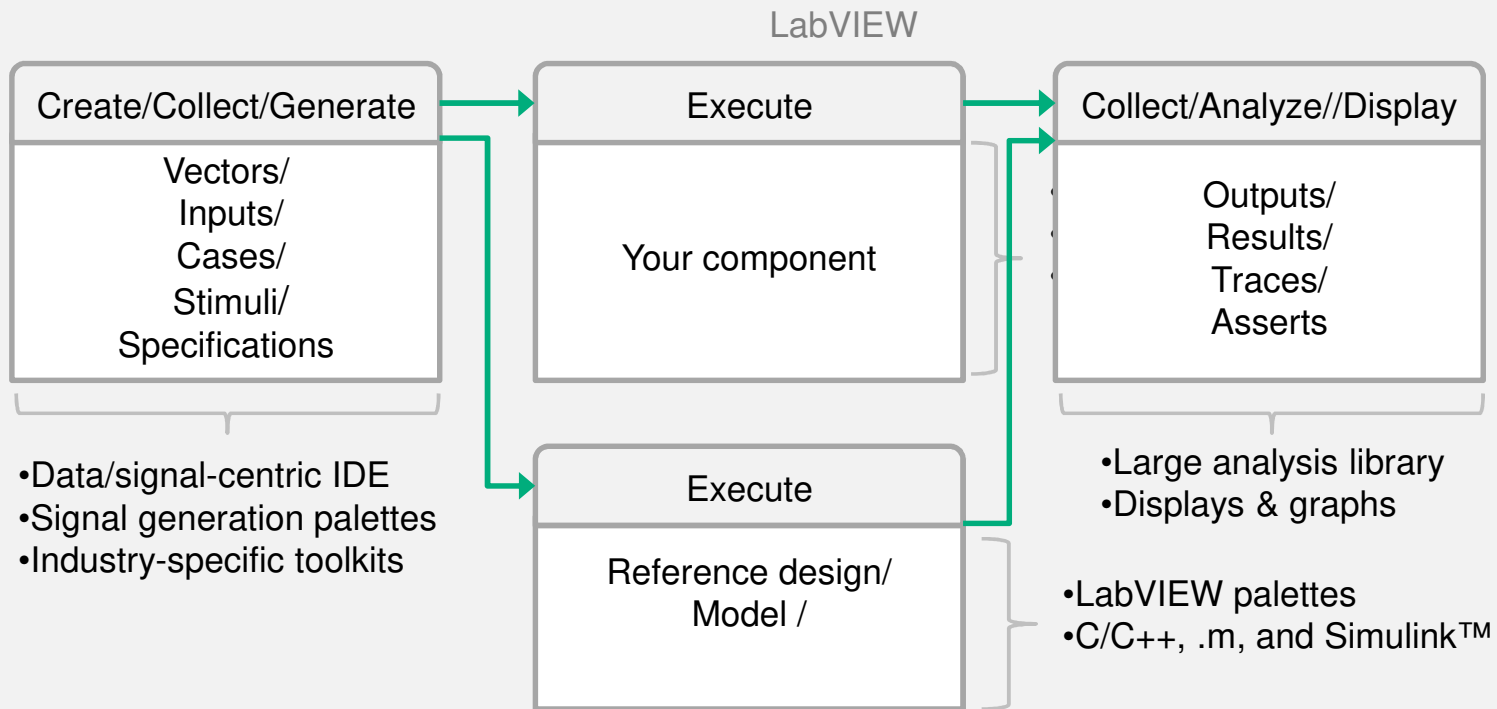 LabVIEW
Create/Collect/Generate
Vectors/
Inputs/
Cases/
Stimuli/
Specifications
•Data/signal-centric IDE
•Signal generation palettes
•Industry-specific toolkits
Execute
Your component
Execute
Reference design/
Model /
Collect/Analyze//Display
Outputs/
Results/
Traces/
Asserts
•Large analysis library
•Displays & graphs
•LabVIEW palettes
•C/C++, .m, and Simulink™